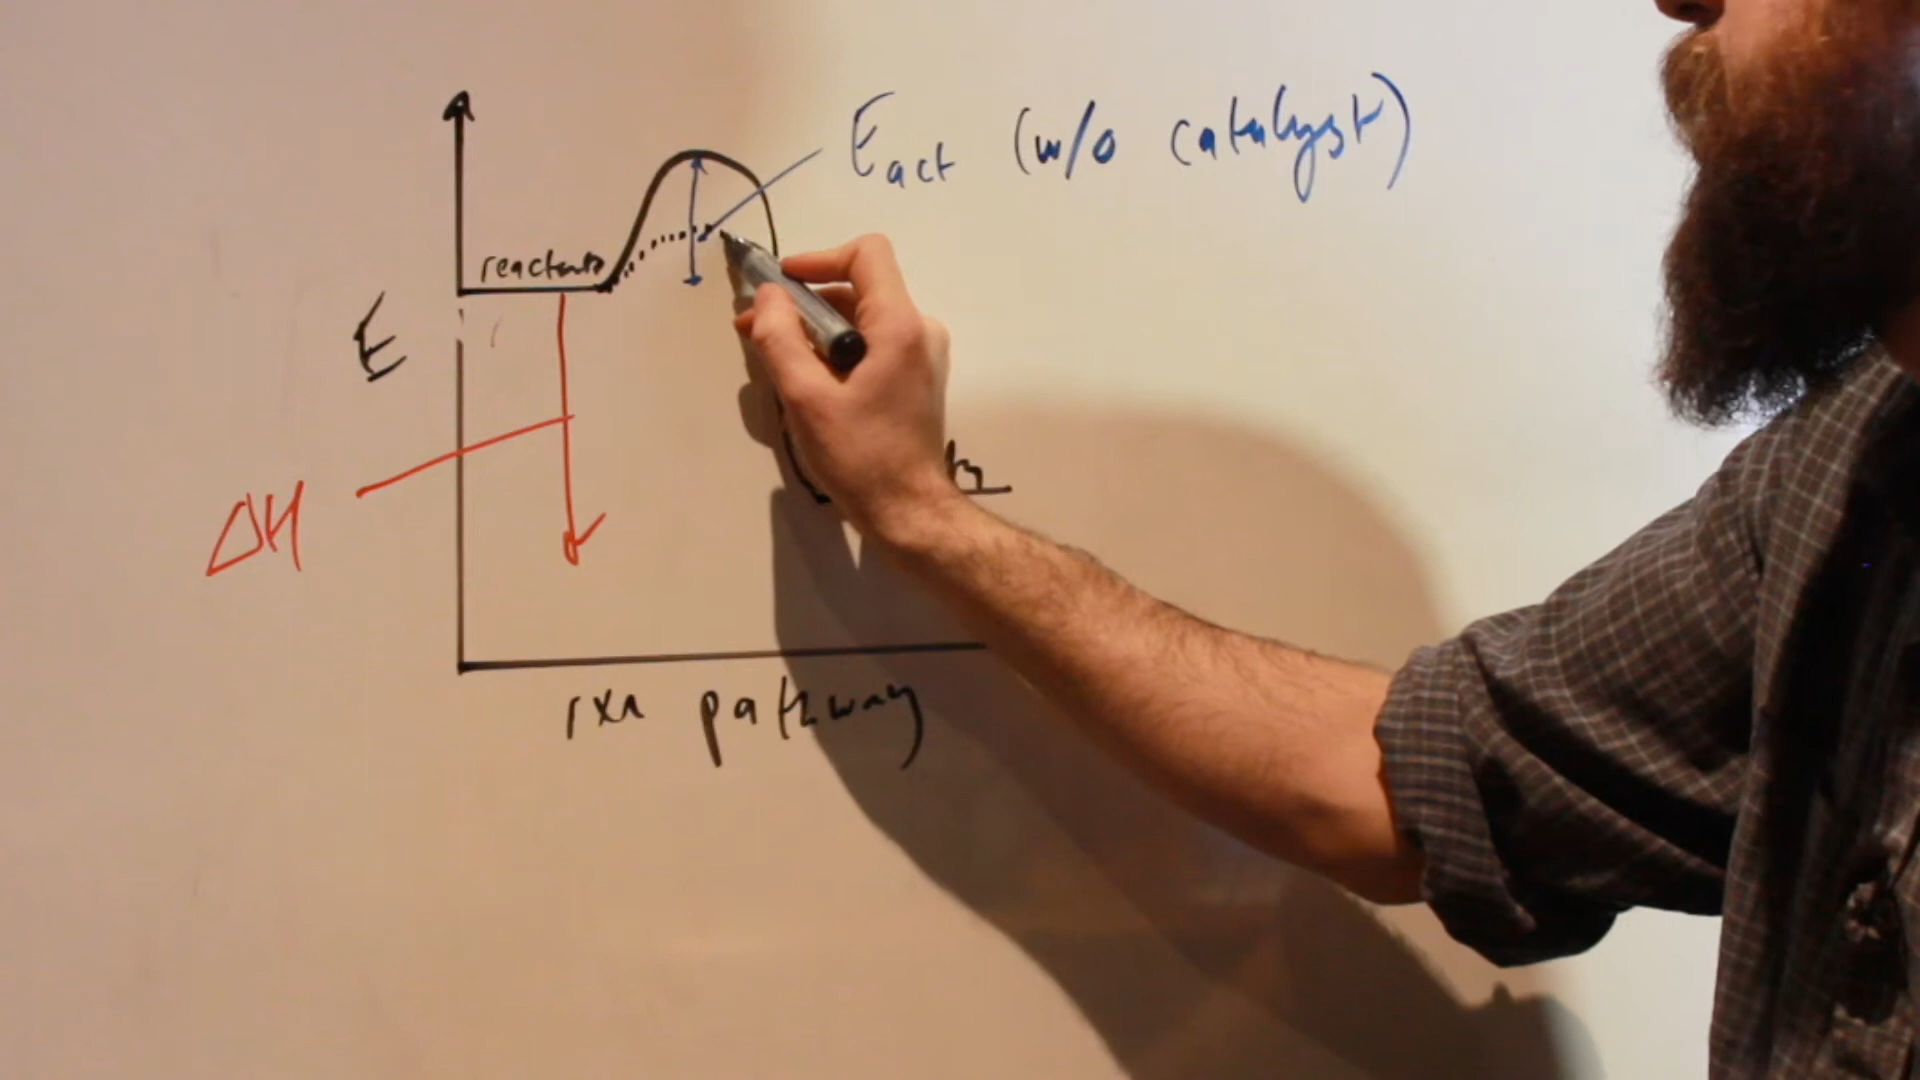 Eact (w/o catalyst)
reactants
E
ΔH
rxn pathway